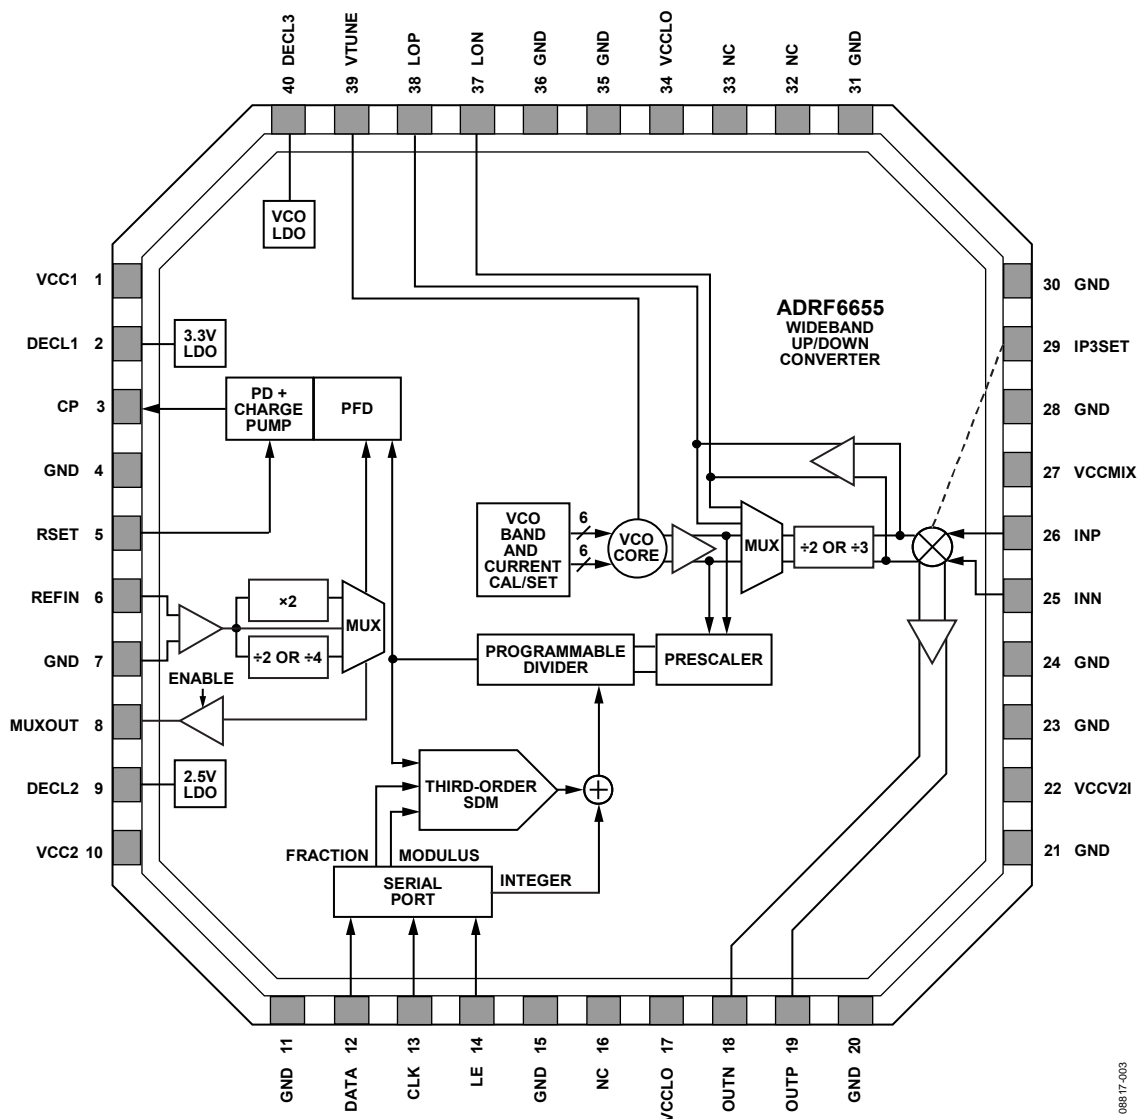 40 DECL3
39 VTUNE
38 LOP
37 LON
36 GND
35 GND
34 VCCLO
33 NC
32 NC
31 GND
VCO
LDO
VCC1 1
DECL1 2
3.3V
LDO
CP 3
PD +
CHARGE
PUMP
PFD
GND 4
RSET 5
REFIN 6
×2
MUX
GND 7
÷2 OR ÷4
ENABLE
MUXOUT 8
DECL2 9
2.5V
LDO
VCC2 10
ADRF6655
WIDEBAND
UP/DOWN
CONVERTER
30 GND
29 IP3SET
28 GND
27 VCCMIX
26 INP
25 INN
24 GND
23 GND
22 VCCV2I
21 GND
VCO
BAND
AND
CURRENT
CAL/SET
6
6
VCO
CORE
MUX
÷2 OR ÷3
PROGRAMMABLE
DIVIDER
PRESCALER
THIRD-ORDER
SDM
FRACTION
MODULUS
SERIAL
PORT
INTEGER
GND 11
DATA 12
CLK 13
LE 14
GND 15
NC 16
VCCLO 17
OUTN 18
OUTP 19
GND 20
08817-003